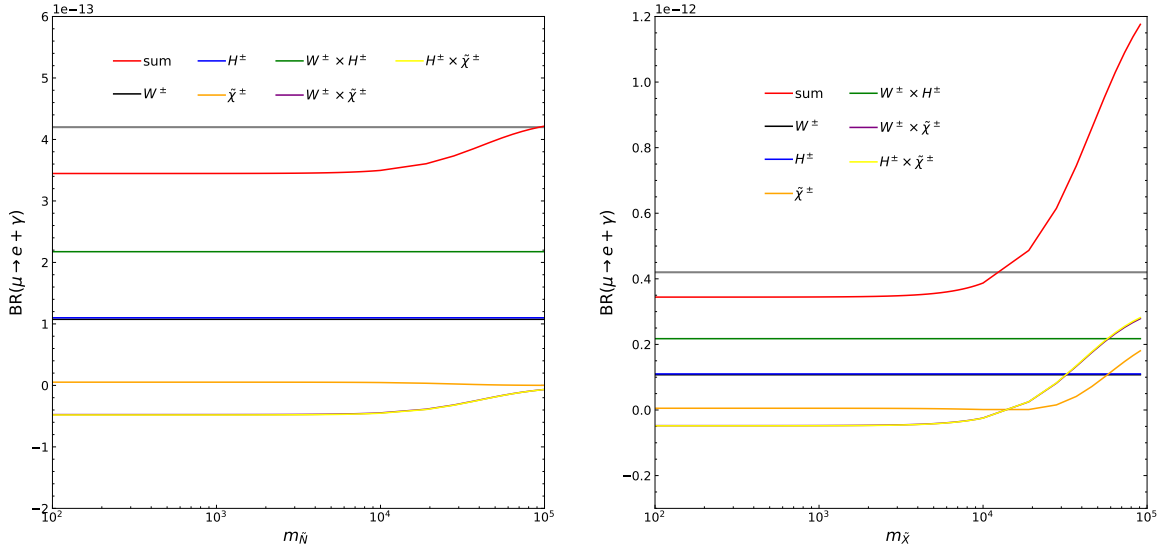 1e−13
6
5
4
3
2
1
0
−1
−2
10² 10³ 10⁴ 10⁵
BR(μ → e + γ)
m_Ñ
sum H± W± × H± H± × χ̃±
W± χ̃± W± × χ̃±
1e−12
1.2
1.0
0.8
0.6
0.4
0.2
0.0
−0.2
10² 10³ 10⁴ 10⁵
BR(μ → e + γ)
m_X̃
sum W± × H±
W± W± × χ̃±
H± H± × χ̃±
χ̃±